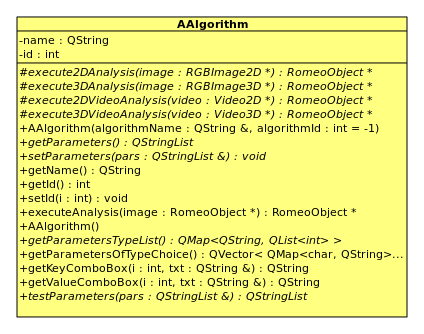 AAlgorithm
-name : QString
-id : int
#execute2DAnalysis(image : RGBImage2D *) : RomeoObject *
#execute3DAnalysis(image : RGBImage3D *) : RomeoObject *
#execute2DVideoAnalysis(video : Video2D *) : RomeoObject *
#execute3DVideoAnalysis(video : Video3D *) : RomeoObject *
+AAlgorithm(algorithmName : QString &, algorithmId : int = -1)
+getParameters() : QStringList
+setParameters(pars : QStringList &) : void
+getName() : QString
+getId() : int
+setId(i : int) : void
+executeAnalysis(image : RomeoObject *) : RomeoObject *
+AAlgorithm()
+getParametersTypeList() : QMap<QString, QList<int> >
+getParametersOfTypeChoice() : QVector< QMap<char, QString>...
+getKeyComboBox(i : int, txt : QString &) : QString
+getValueComboBox(i : int, txt : QString &) : QString
+testParameters(pars : QStringList &) : QStringList